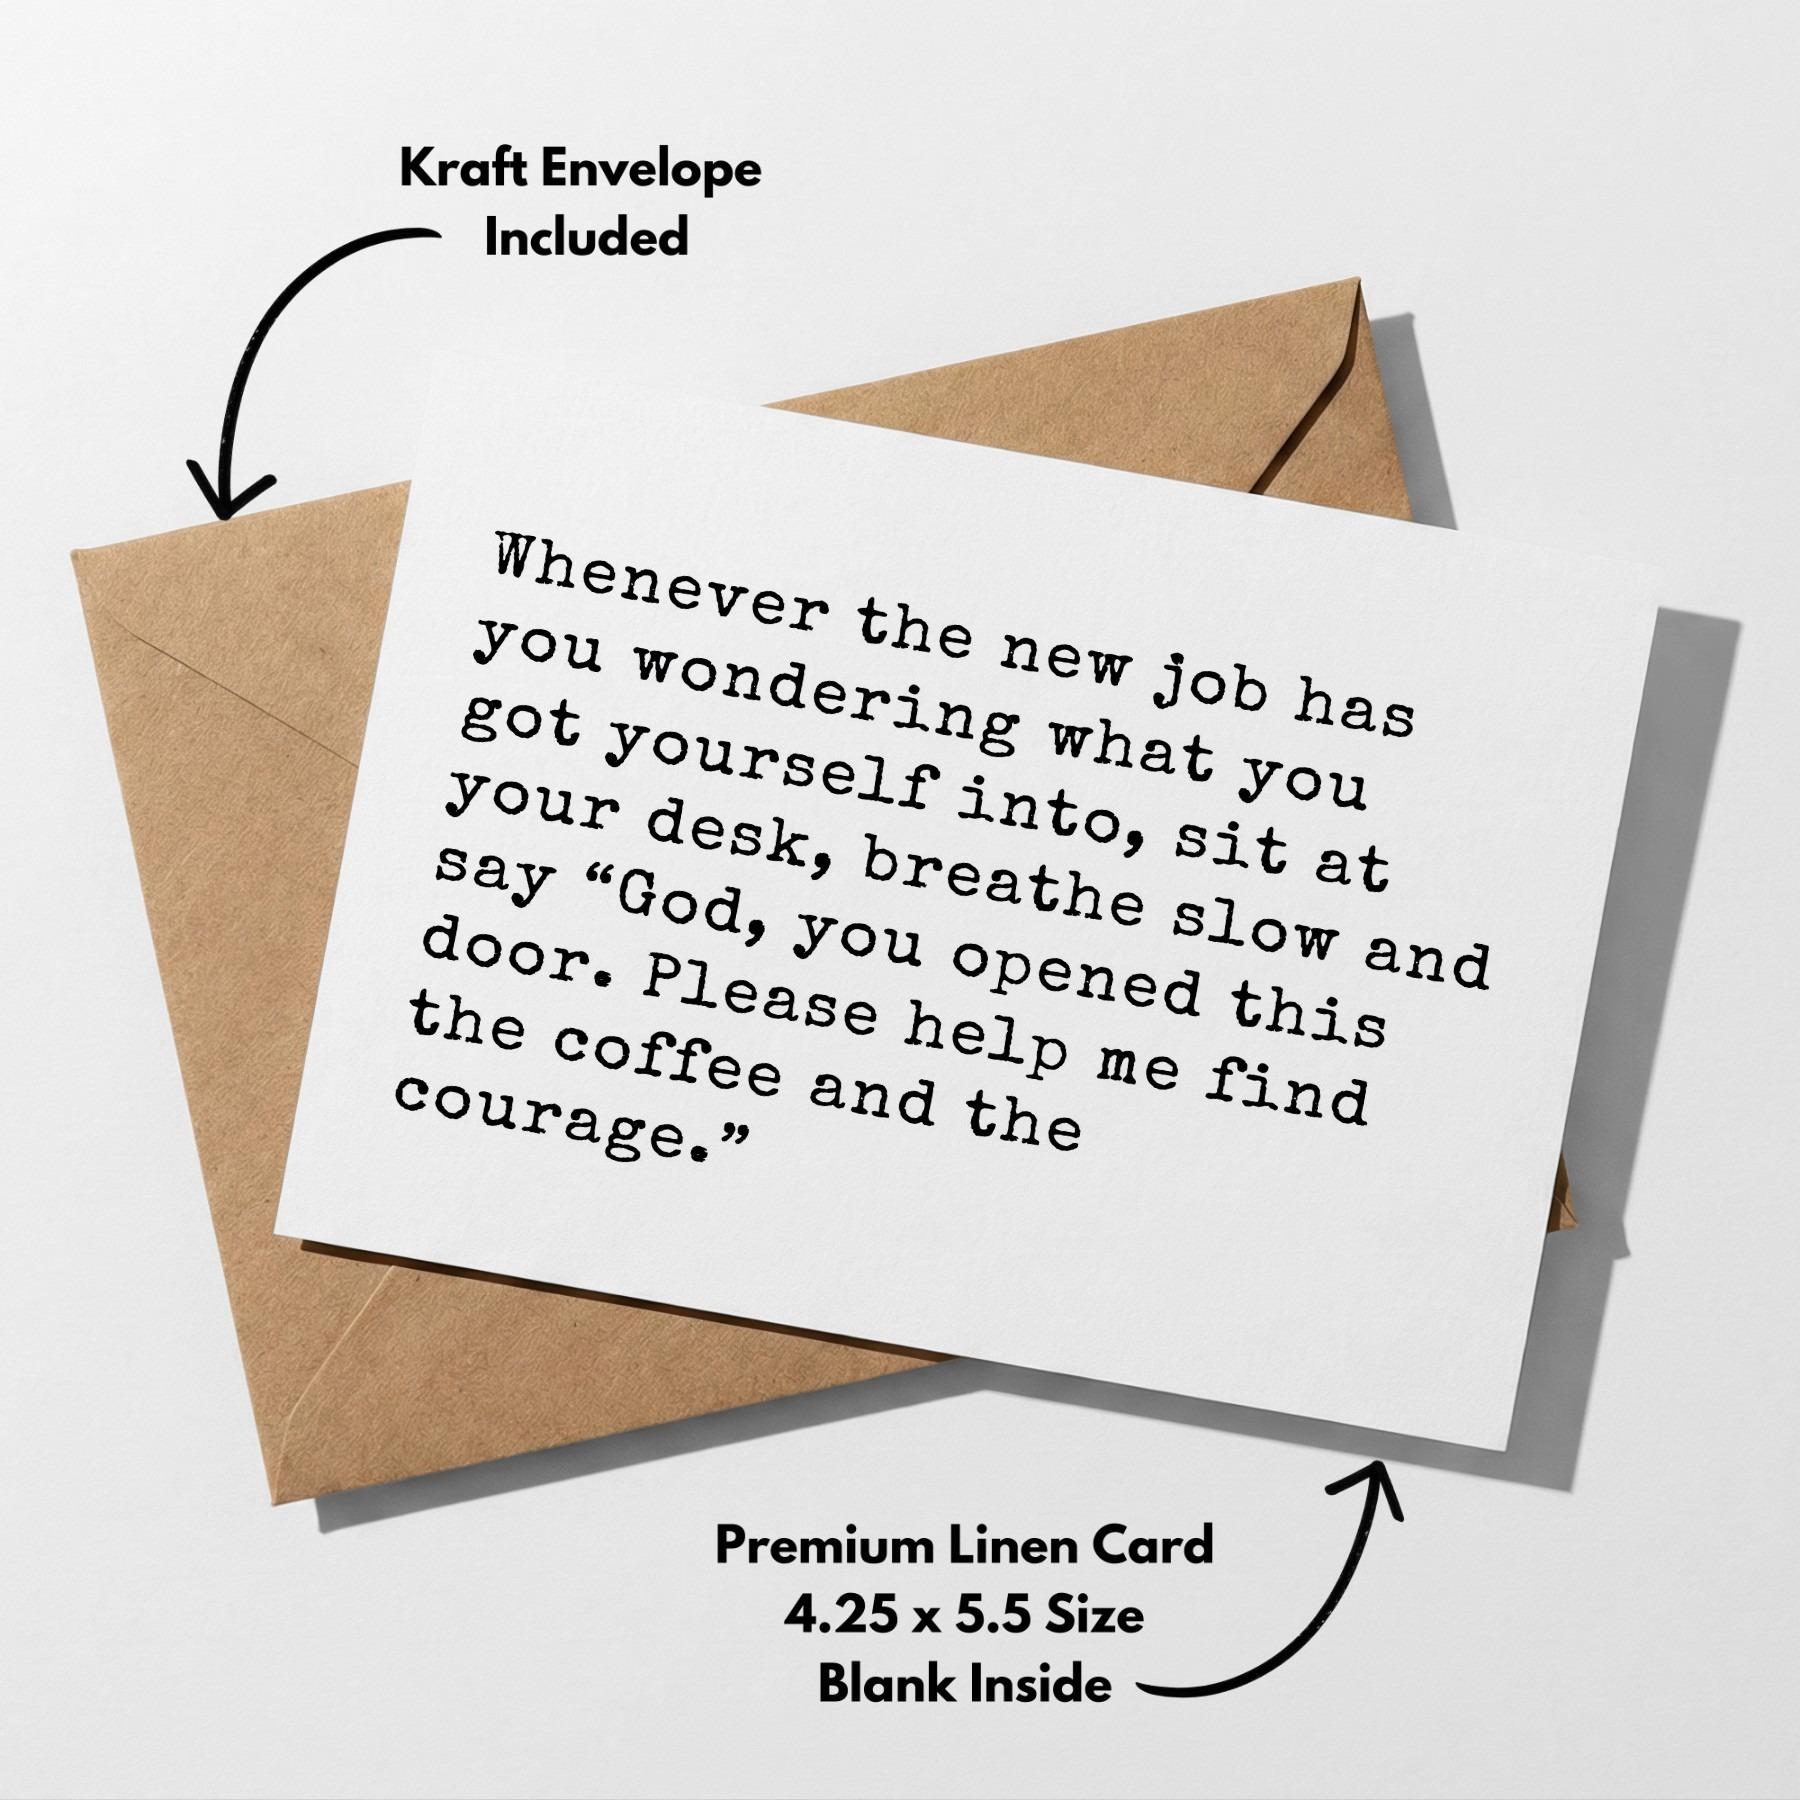 Kraft Envelope
Included
Whenever the new job has
you wondering what you
got yourself into, sit at
your desk, breathe slow and
say “God, you opened this
door. Please help me find
the coffee and the
courage.”
Premium Linen Card
4.25 x 5.5 Size
Blank Inside